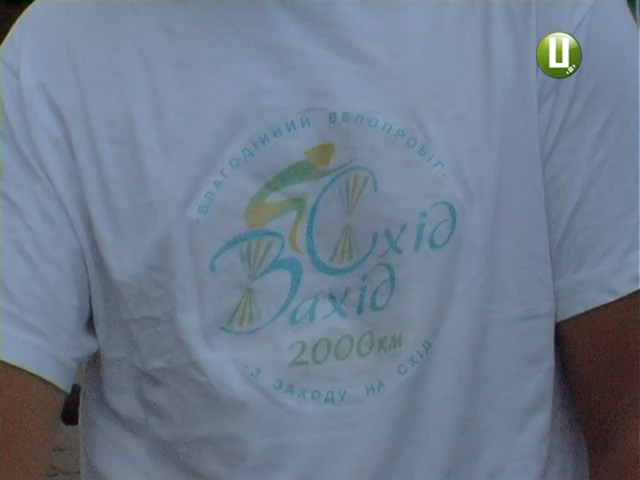 Ц
БЛАГОДІЙНИЙ ВЕЛОПРОБІГ
Схід
Захід
2000км
З ЗАХОДУ НА СХІД